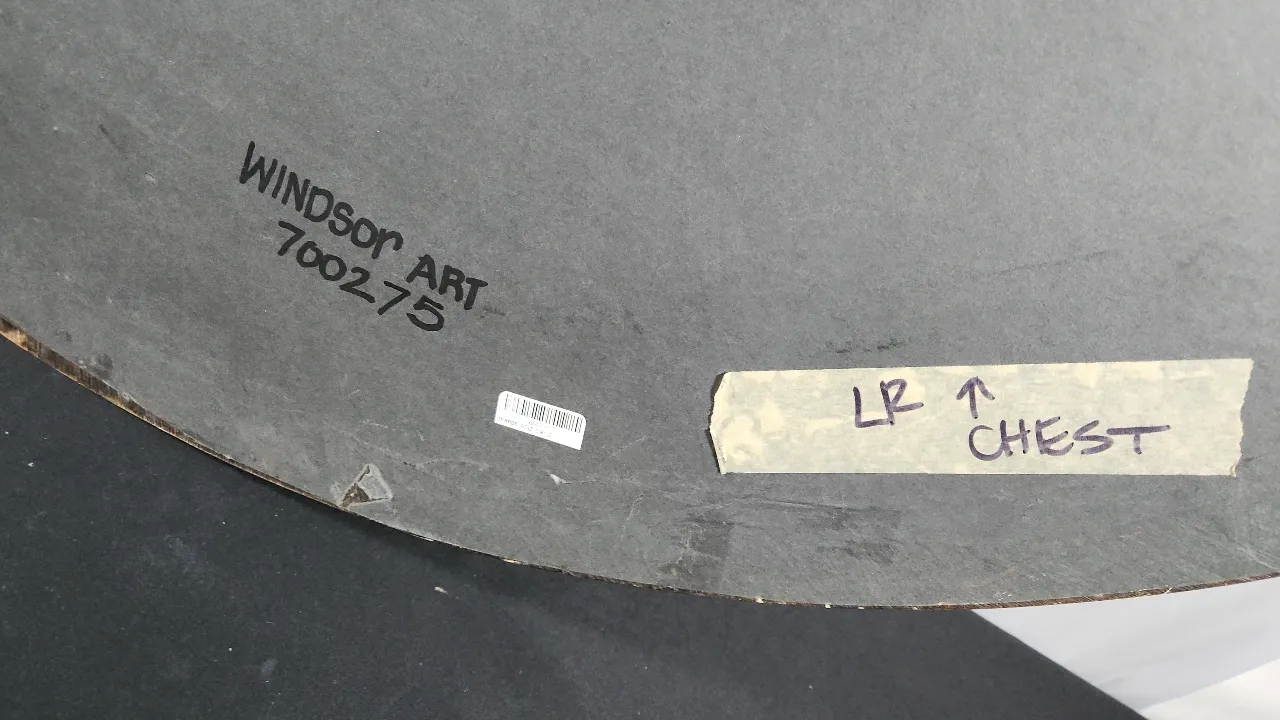 WINDSor ART
700275
LR ↑
CHEST